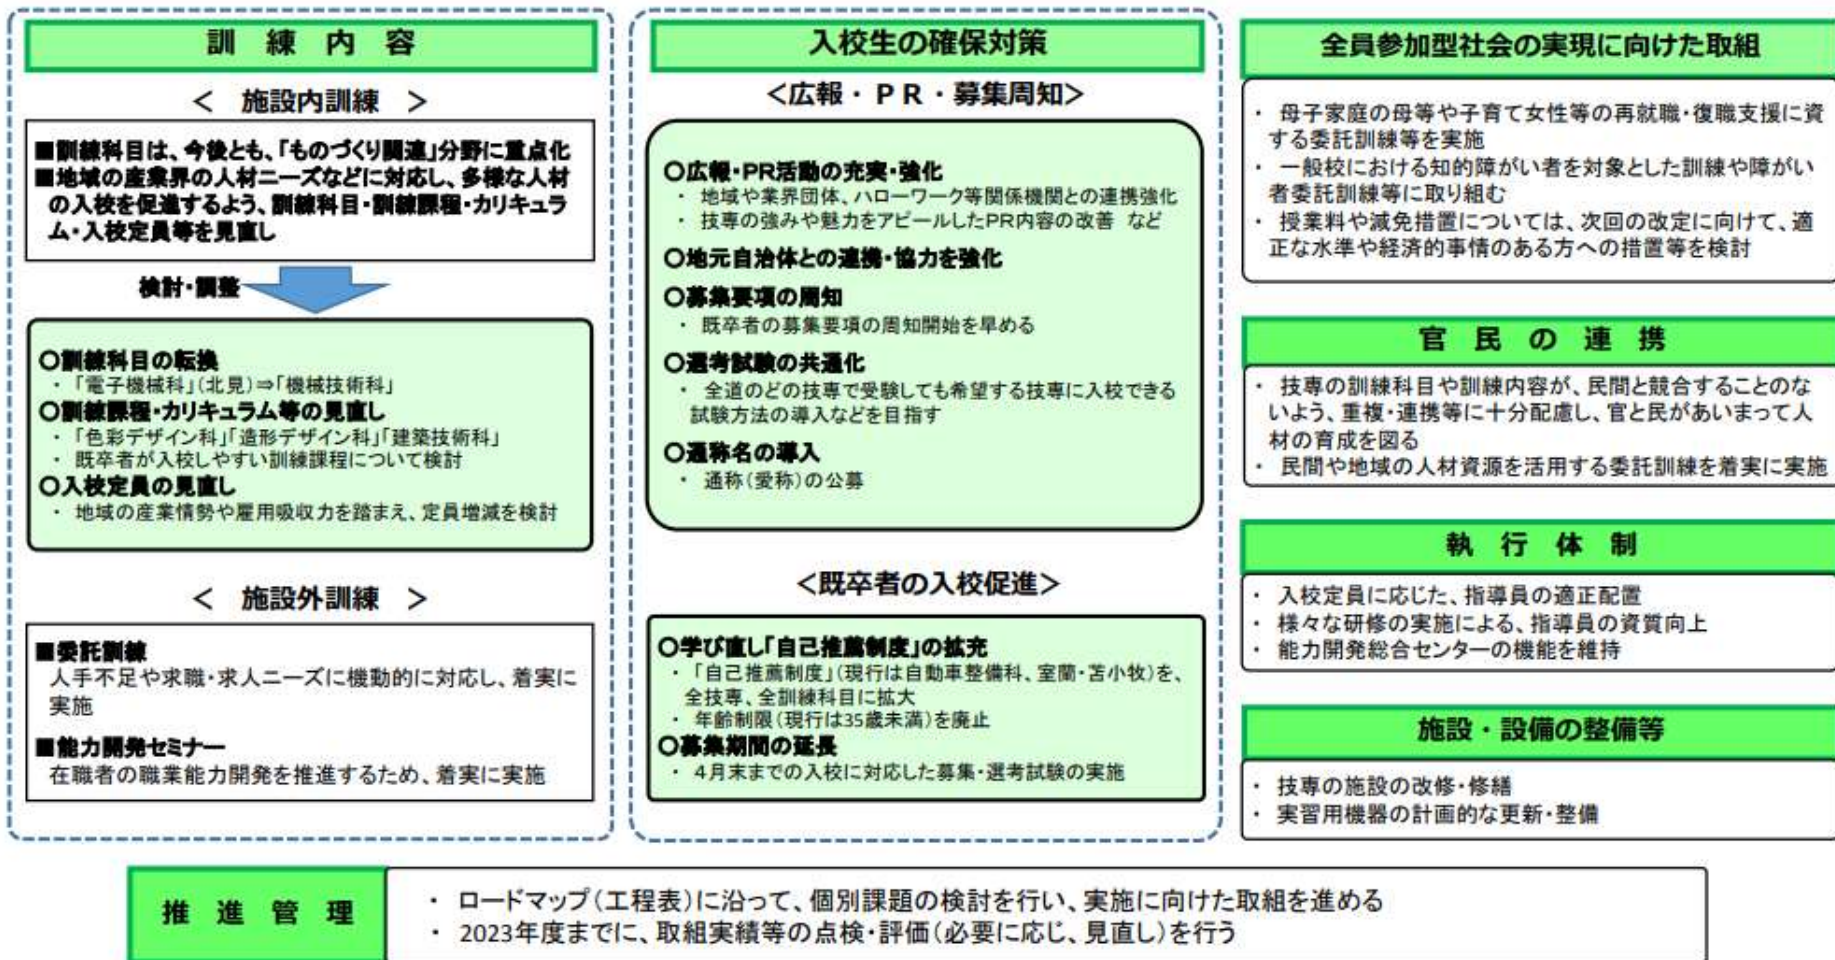 訓　練　内　容
＜　施設内訓練　＞
■訓練科目は、今後とも、「ものづくり関連」分野に重点化
■地域の産業界の人材ニーズなどに対応し、多様な人材
の入校を促進するよう、訓練科目・訓練課程・カリキュラ
ム・入校定員等を見直し
検討・調整
○訓練科目の転換
・「電子機械科」(北見)⇒「機械技術科」
○訓練課程・カリキュラム等の見直し
・「色彩デザイン科」「造形デザイン科」「建築技術科」
・ 既卒者が入校しやすい訓練課程について検討
○入校定員の見直し
・ 地域の産業情勢や雇用吸収力を踏まえ、定員増減を検討
＜　施設外訓練　＞
■委託訓練
人手不足や求職・求人ニーズに機動的に対応し、着実に
実施
■能力開発セミナー
在職者の職業能力開発を推進するため、着実に実施
入校生の確保対策
＜広報・ＰＲ・募集周知＞
○広報・PR活動の充実・強化
・ 地域や業界団体、ハローワーク等関係機関との連携強化
・ 技専の強みや魅力をアピールしたPR内容の改善 など
○地元自治体との連携・協力を強化
○募集要項の周知
・ 既卒者の募集要項の周知開始を早める
○選考試験の共通化
・ 全道のどの技専で受験しても希望する技専に入校できる
試験方法の導入などを目指す
○通称名の導入
・ 通称(愛称)の公募
＜既卒者の入校促進＞
○学び直し「自己推薦制度」の拡充
・「自己推薦制度」(現行は自動車整備科、室蘭・苫小牧)を、
全技専、全訓練科目に拡大
・ 年齢制限(現行は35歳未満)を廃止
○募集期間の延長
・ 4月末までの入校に対応した募集・選考試験の実施
全員参加型社会の実現に向けた取組
・ 母子家庭の母等や子育て女性等の再就職・復職支援に資
する委託訓練等を実施
・ 一般校における知的障がい者を対象とした訓練や障がい
者委託訓練等に取り組む
・ 授業料や減免措置については、次回の改定に向けて、適
正な水準や経済的事情のある方への措置等を検討
官　民　の　連　携
・ 技専の訓練科目や訓練内容が、民間と競合することのな
いよう、重複・連携等に十分配慮し、官と民があいまって人
材の育成を図る
・ 民間や地域の人材資源を活用する委託訓練を着実に実施
執　行　体　制
・ 入校定員に応じた、指導員の適正配置
・ 様々な研修の実施による、指導員の資質向上
・ 能力開発総合センターの機能を維持
施設・設備の整備等
・ 技専の施設の改修・修繕
・ 実習用機器の計画的な更新・整備
推　進　管　理
・ ロードマップ(工程表)に沿って、個別課題の検討を行い、実施に向けた取組を進める
・ 2023年度までに、取組実績等の点検・評価(必要に応じ、見直し)を行う